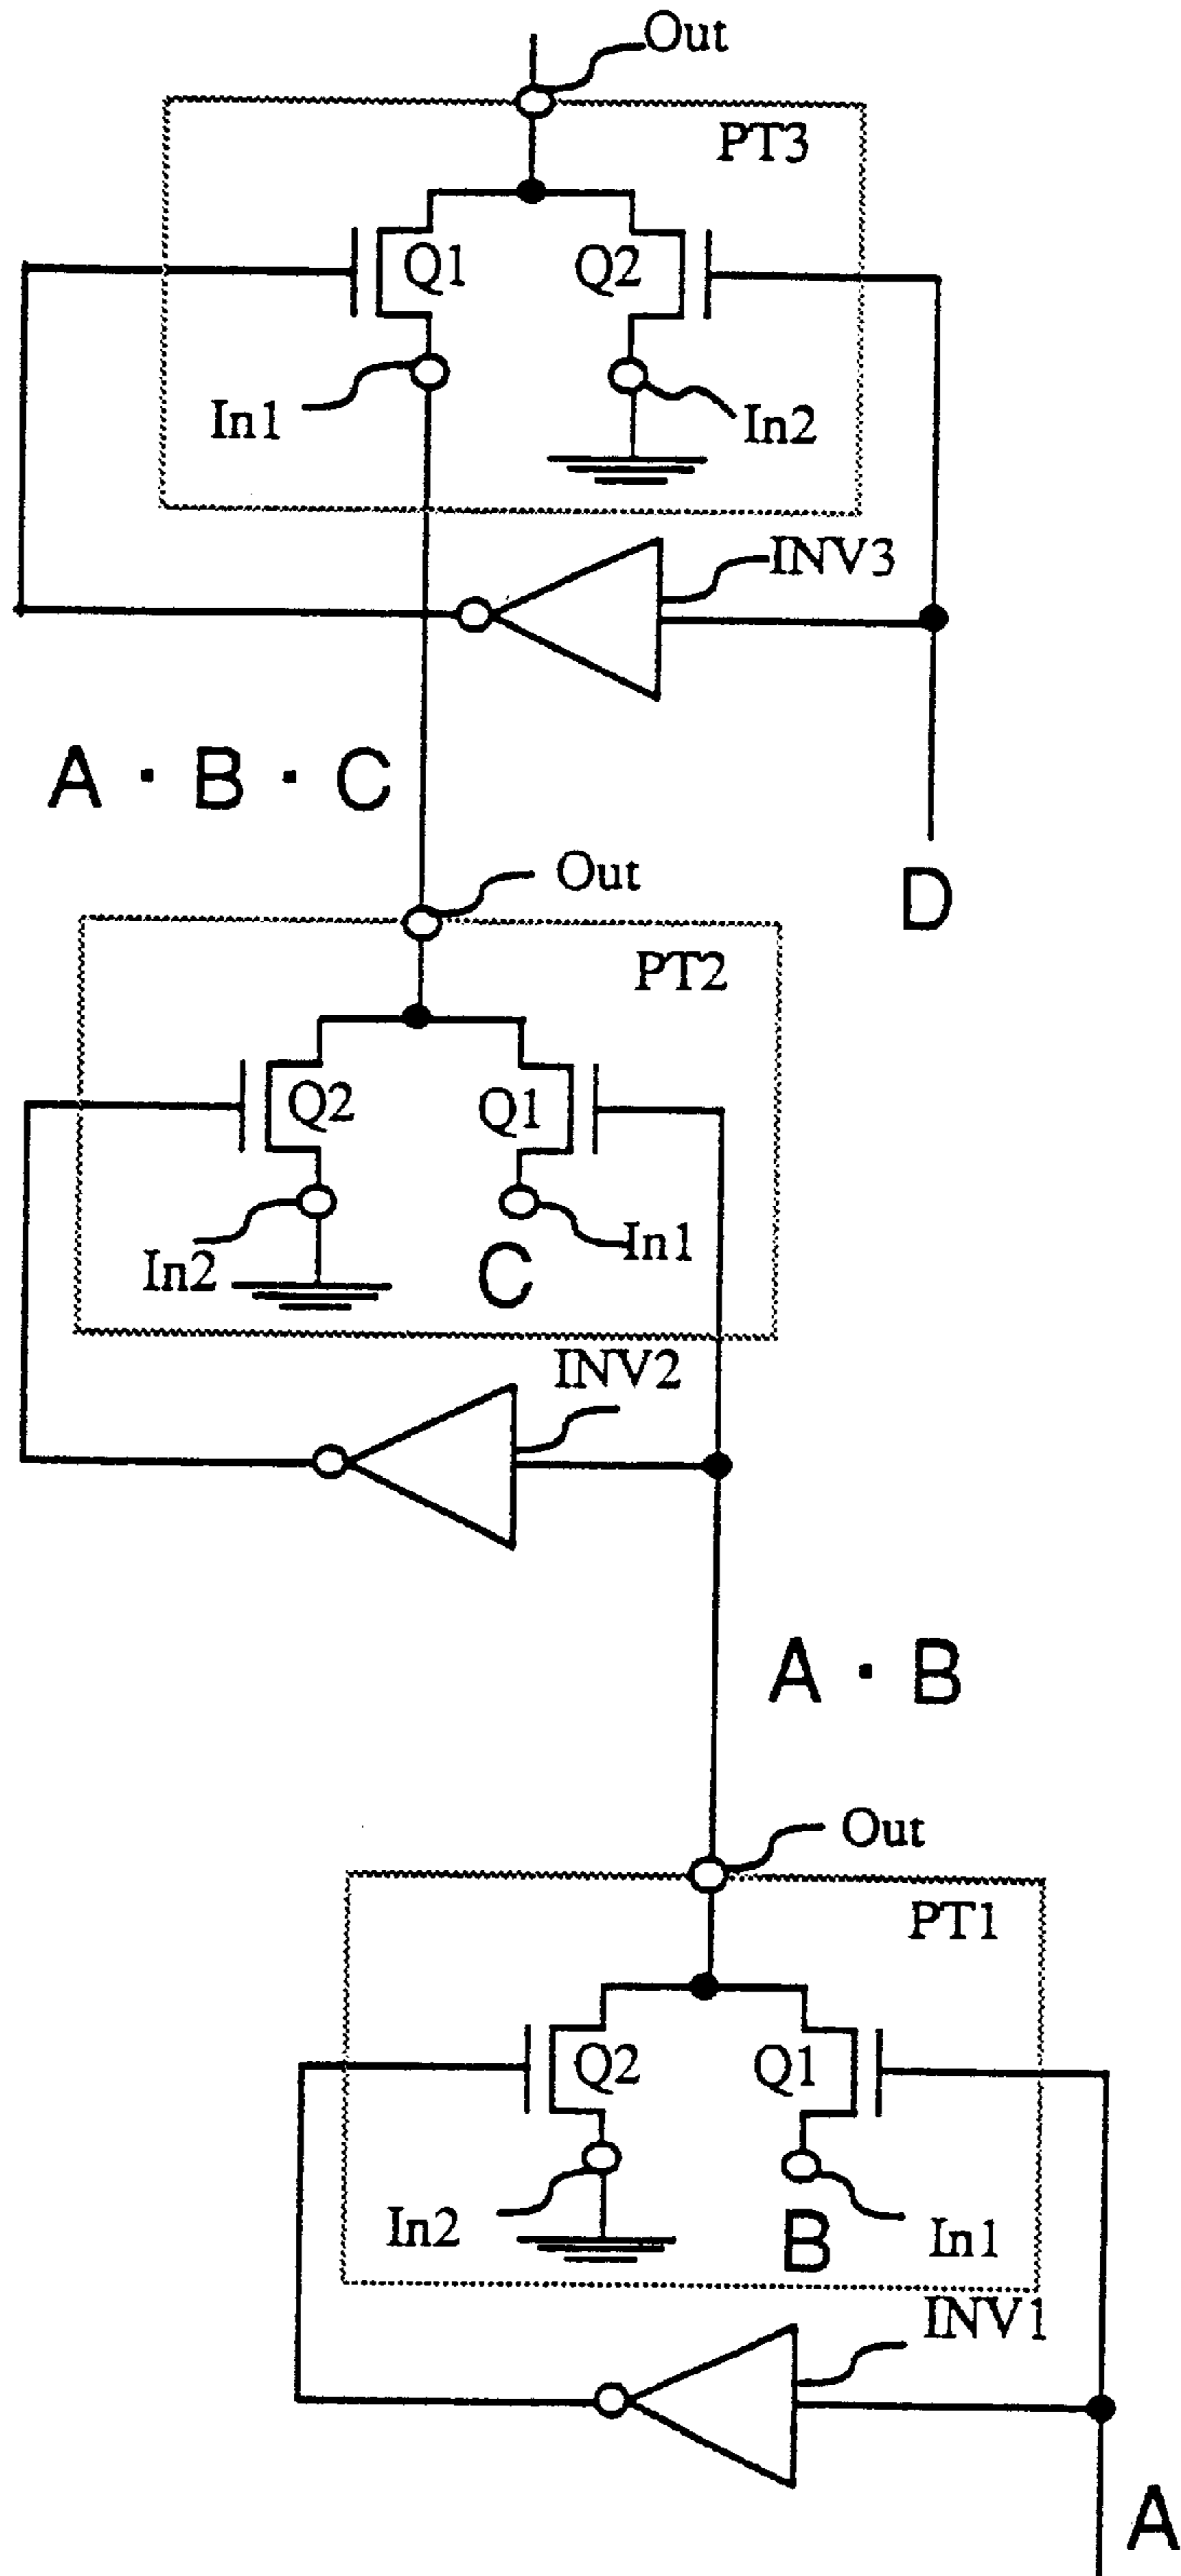 Out
PT3
Q1
Q2
In1
In2
INV3
A · B · C
D
Out
PT2
Q2
Q1
In2
In1
C
INV2
A · B
Out
PT1
Q2
Q1
In2
In1
B
INV1
A